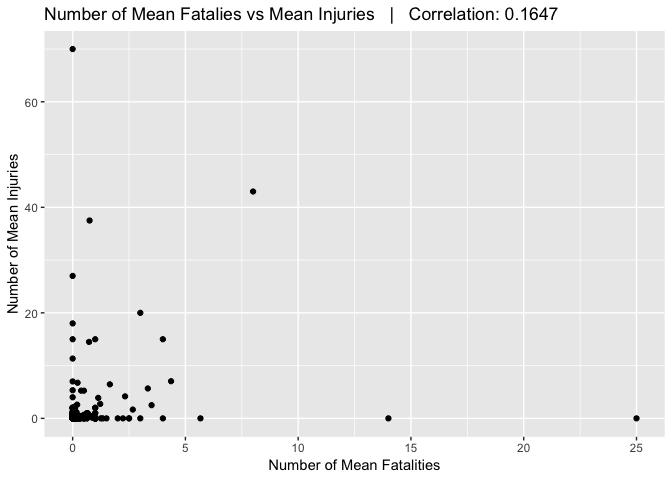 Number of Mean Fatalies vs Mean Injuries | Correlation: 0.1647
Number of Mean Injuries
60
40
20
0
0 5 10 15 20 25
Number of Mean Fatalities